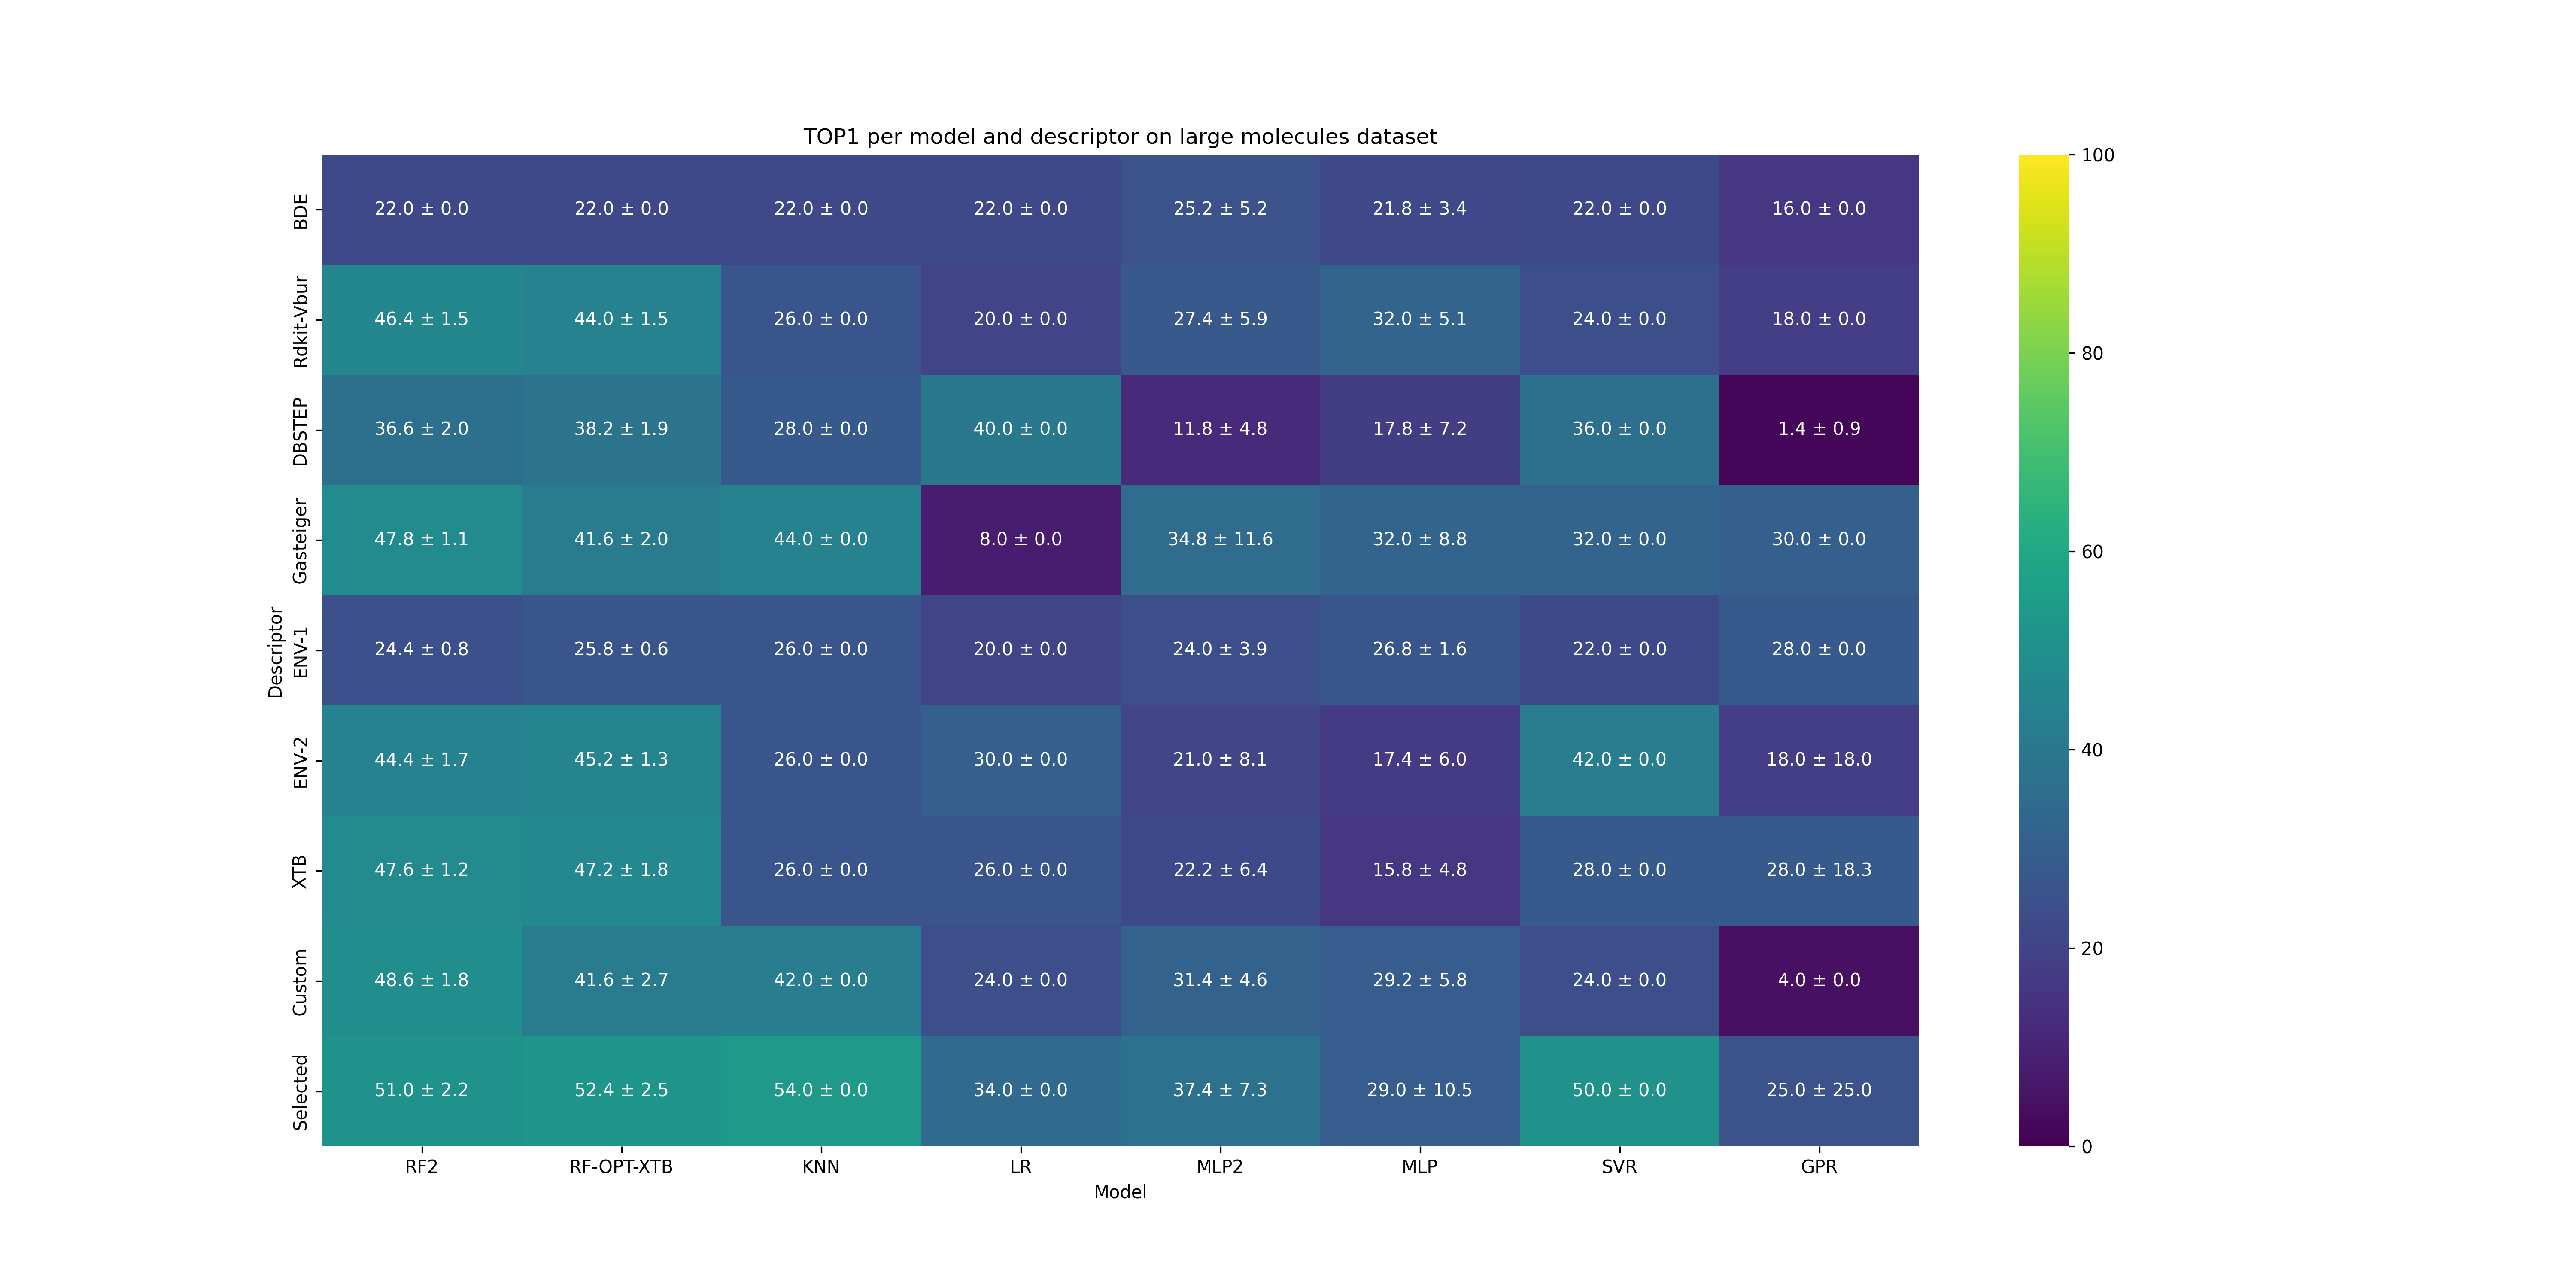 TOP1 per model and descriptor on large molecules dataset
BDE 22.0 ± 0.0 22.0 ± 0.0 22.0 ± 0.0 22.0 ± 0.0 25.2 ± 5.2 21.8 ± 3.4 22.0 ± 0.0 16.0 ± 0.0
Rdkit-Vbur 46.4 ± 1.5 44.0 ± 1.5 26.0 ± 0.0 20.0 ± 0.0 27.4 ± 5.9 32.0 ± 5.1 24.0 ± 0.0 18.0 ± 0.0
DBSTEP 36.6 ± 2.0 38.2 ± 1.9 28.0 ± 0.0 40.0 ± 0.0 11.8 ± 4.8 17.8 ± 7.2 36.0 ± 0.0 1.4 ± 0.9
Gasteiger 47.8 ± 1.1 41.6 ± 2.0 44.0 ± 0.0 8.0 ± 0.0 34.8 ± 11.6 32.0 ± 8.8 32.0 ± 0.0 30.0 ± 0.0
ENV-1 24.4 ± 0.8 25.8 ± 0.6 26.0 ± 0.0 20.0 ± 0.0 24.0 ± 3.9 26.8 ± 1.6 22.0 ± 0.0 28.0 ± 0.0
ENV-2 44.4 ± 1.7 45.2 ± 1.3 26.0 ± 0.0 30.0 ± 0.0 21.0 ± 8.1 17.4 ± 6.0 42.0 ± 0.0 18.0 ± 18.0
XTB 47.6 ± 1.2 47.2 ± 1.8 26.0 ± 0.0 26.0 ± 0.0 22.2 ± 6.4 15.8 ± 4.8 28.0 ± 0.0 28.0 ± 18.3
Custom 48.6 ± 1.8 41.6 ± 2.7 42.0 ± 0.0 24.0 ± 0.0 31.4 ± 4.6 29.2 ± 5.8 24.0 ± 0.0 4.0 ± 0.0
Selected 51.0 ± 2.2 52.4 ± 2.5 54.0 ± 0.0 34.0 ± 0.0 37.4 ± 7.3 29.0 ± 10.5 50.0 ± 0.0 25.0 ± 25.0
RF2 RF-OPT-XTB KNN LR MLP2 MLP SVR GPR
Model
Descriptor
100
80
60
40
20
0